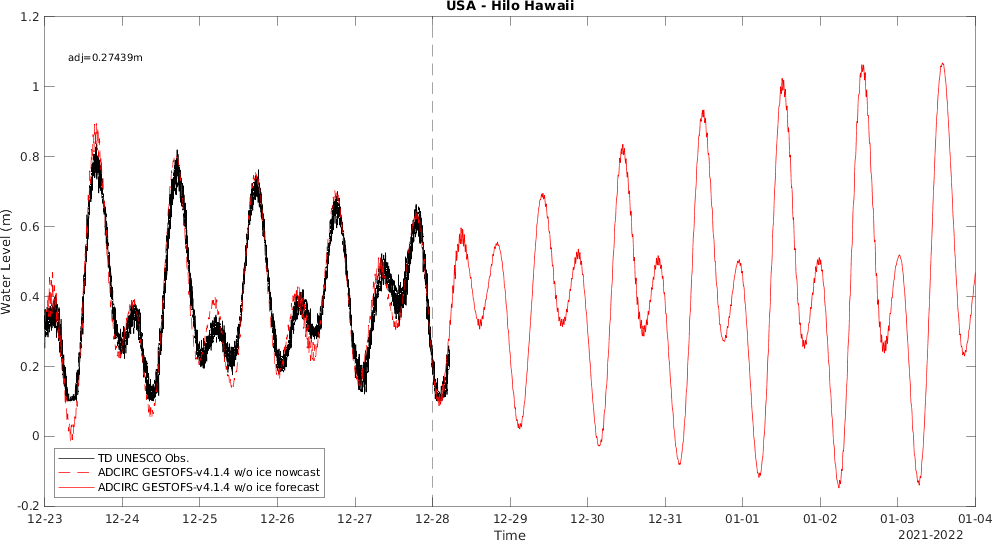 USA - Hilo Hawaii
adj=0.27439m
Water Level (m)
1.2
1
0.8
0.6
0.4
0.2
0
-0.2
TD UNESCO Obs.
ADCIRC GESTOFS-v4.1.4 w/o ice nowcast
ADCIRC GESTOFS-v4.1.4 w/o ice forecast
12-23 12-24 12-25 12-26 12-27 12-28 12-29 12-30 12-31 01-01 01-02 01-03 01-04
Time
2021-2022